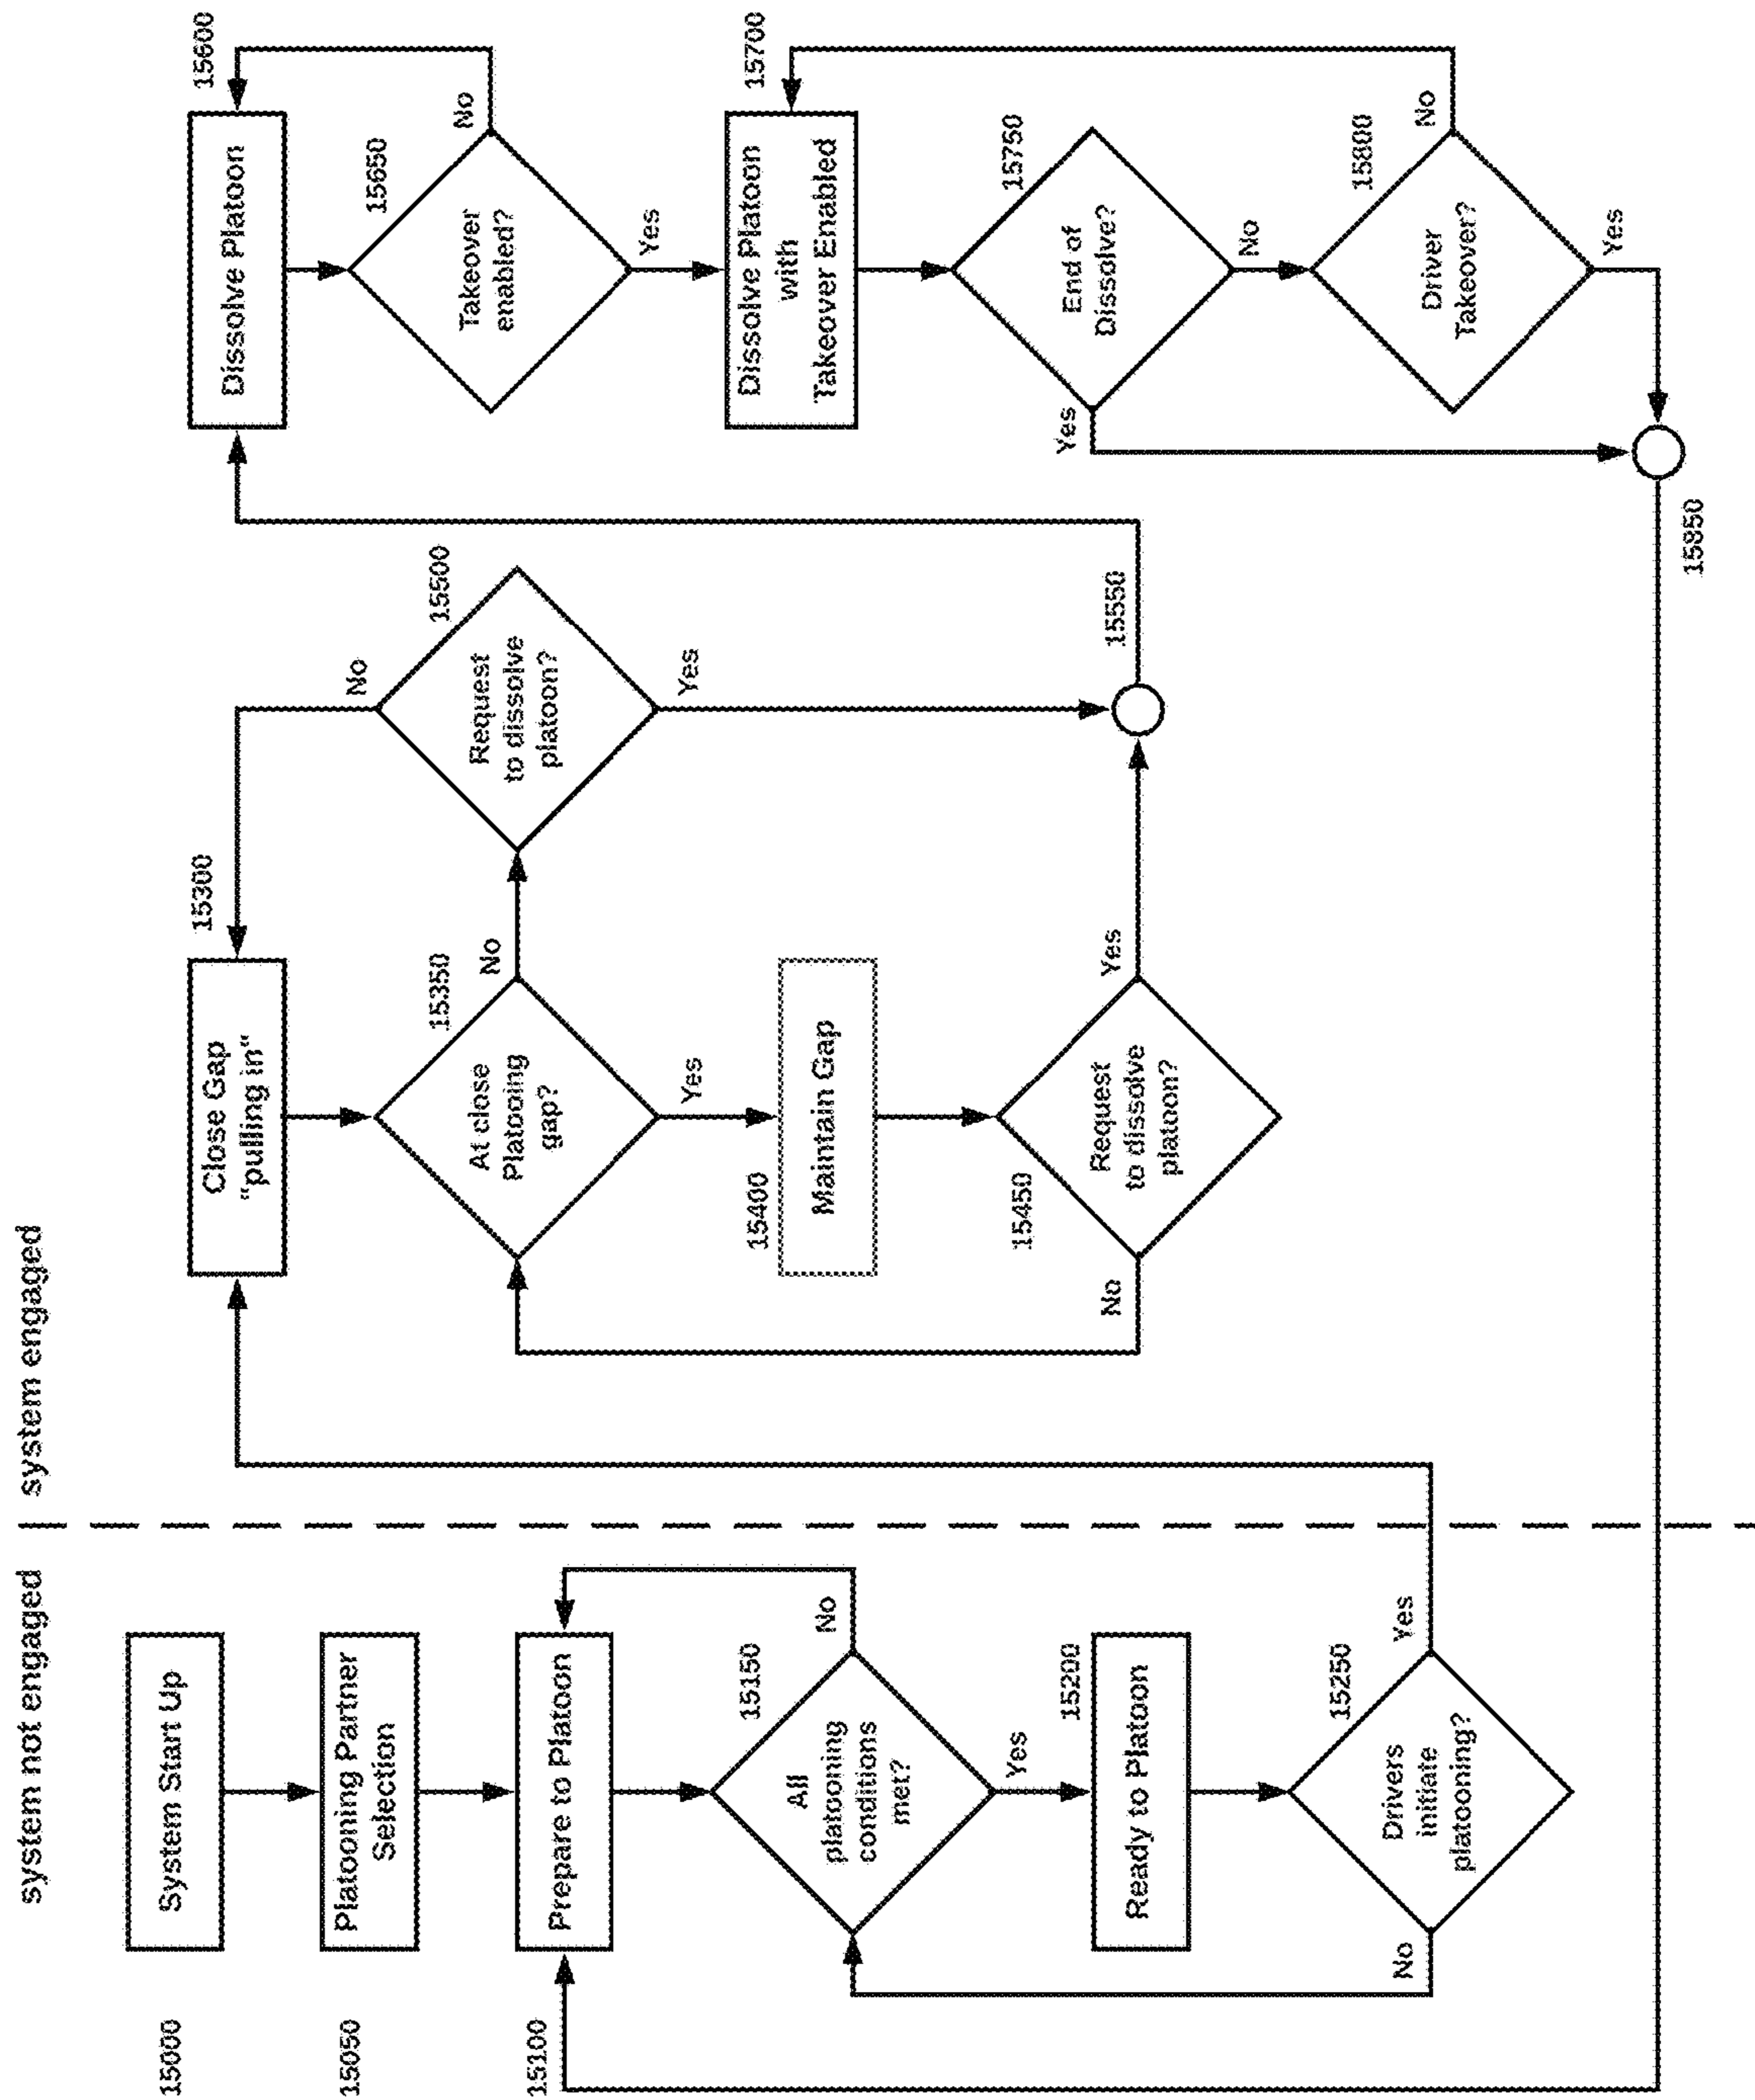 system not engaged
system engaged
15000
System Start Up
15050
Platooning Partner
Selection
15100
Prepare to Platoon
15150
All
platooning
conditions
met?
No
Yes
15200
Ready to Platoon
15250
Drivers
initiate
platooning?
No
Yes
15300
Close Gap
"pulling in"
15350
At close
Platooning
gap?
No
Yes
15400
Maintain Gap
15450
Request
to dissolve
platoon?
No
Yes
15500
Request
to dissolve
platoon?
No
Yes
15550
15600
Dissolve Platoon
15650
Takeover
enabled?
No
Yes
15700
Dissolve Platoon
with
Takeover Enabled
15750
End of
Dissolve?
Yes
No
15800
Driver
Takeover?
No
Yes
15850